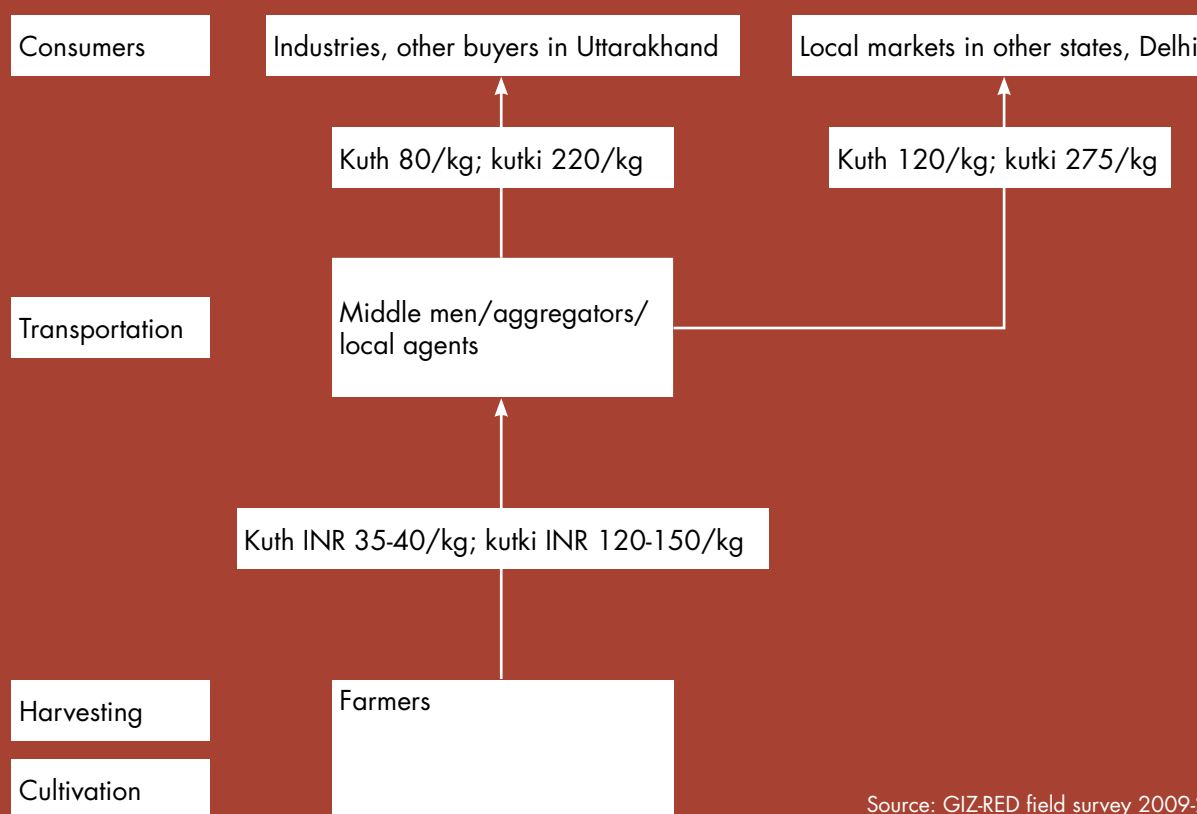 Consumers
Industries, other buyers in Uttarakhand
Local markets in other states, Delhi
Kuth 80/kg; kutki 220/kg
Kuth 120/kg; kutki 275/kg
Transportation
Middle men/aggregators/
local agents
Kuth INR 35-40/kg; kutki INR 120-150/kg
Harvesting
Farmers
Cultivation
Source: GIZ-RED field survey 2009-